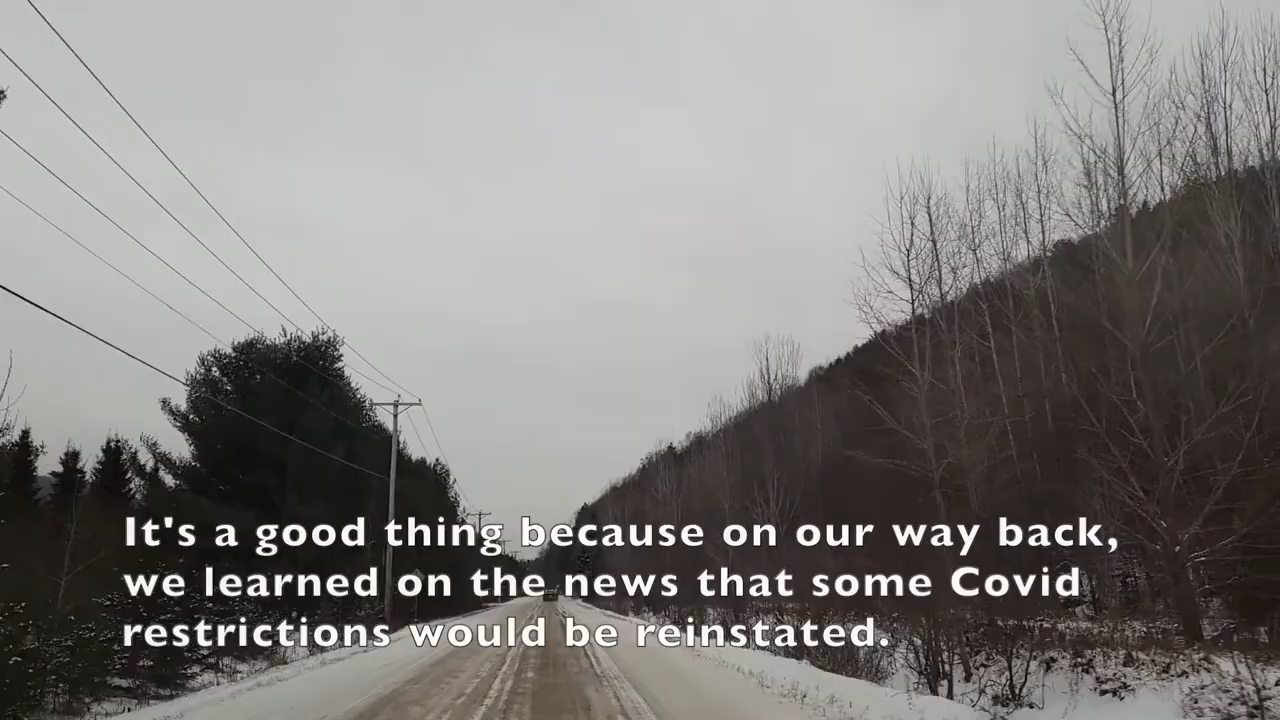 It's a good thing because on our way back,
we learned on the news that some Covid
restrictions would be reinstated.